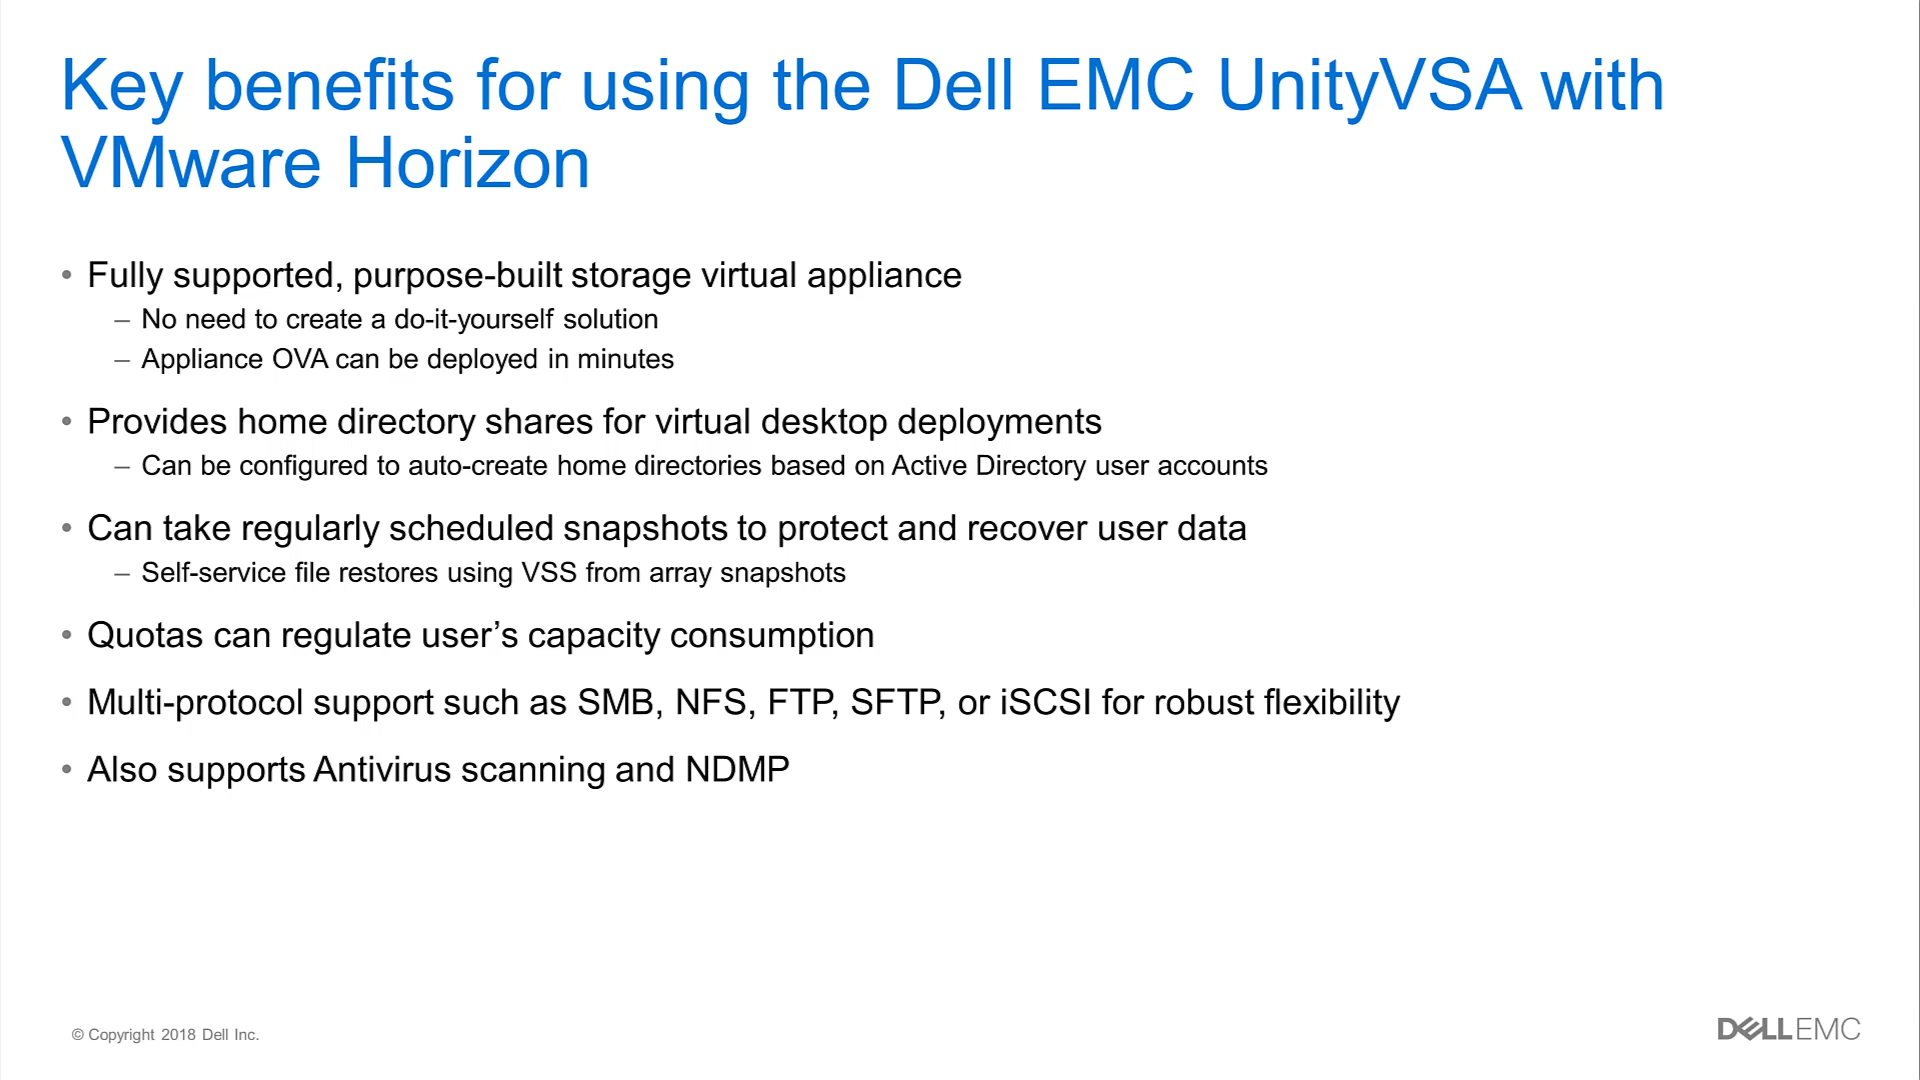 Key benefits for using the Dell EMC UnityVSA with
VMware Horizon
• Fully supported, purpose-built storage virtual appliance
– No need to create a do-it-yourself solution
– Appliance OVA can be deployed in minutes
• Provides home directory shares for virtual desktop deployments
– Can be configured to auto-create home directories based on Active Directory user accounts
• Can take regularly scheduled snapshots to protect and recover user data
– Self-service file restores using VSS from array snapshots
• Quotas can regulate user’s capacity consumption
• Multi-protocol support such as SMB, NFS, FTP, SFTP, or iSCSI for robust flexibility
• Also supports Antivirus scanning and NDMP
© Copyright 2018 Dell Inc.
DELLEMC